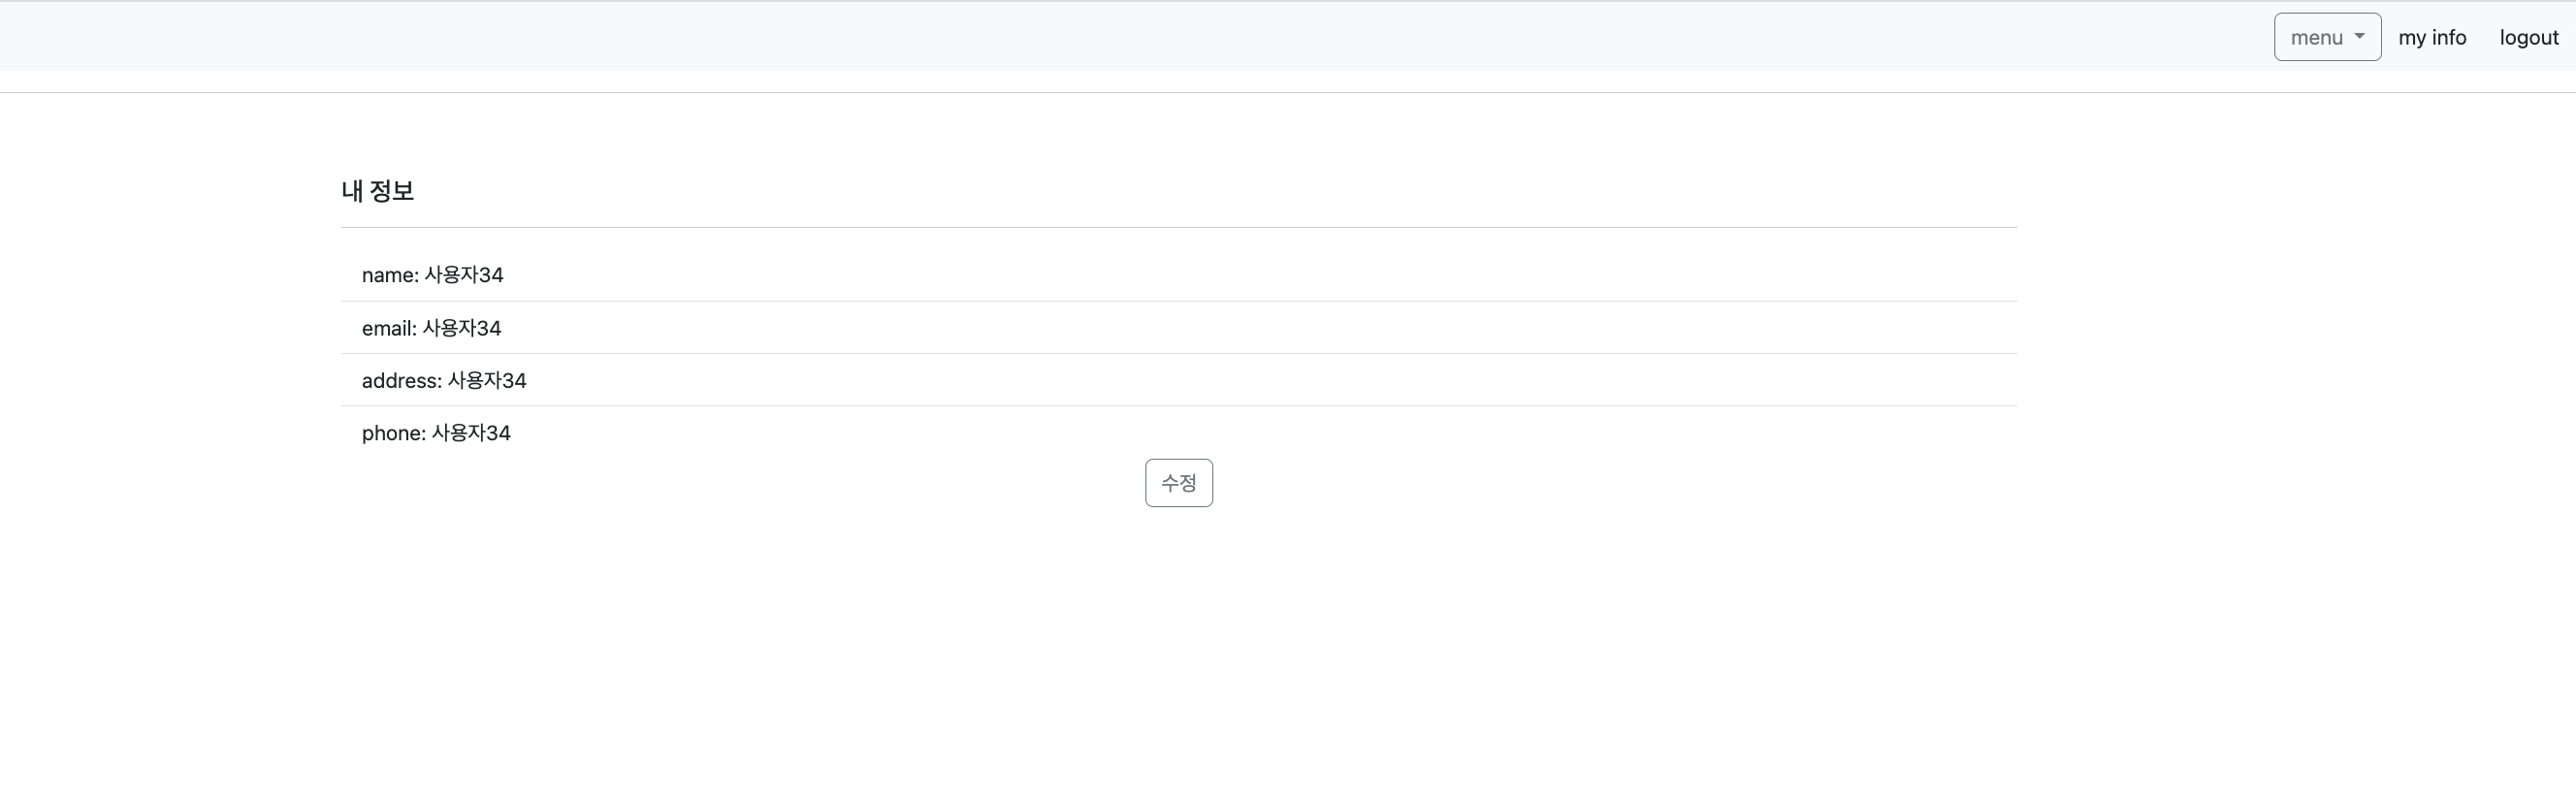 menu my info logout
내 정보
name: 사용자34
email: 사용자34
address: 사용자34
phone: 사용자34
수정